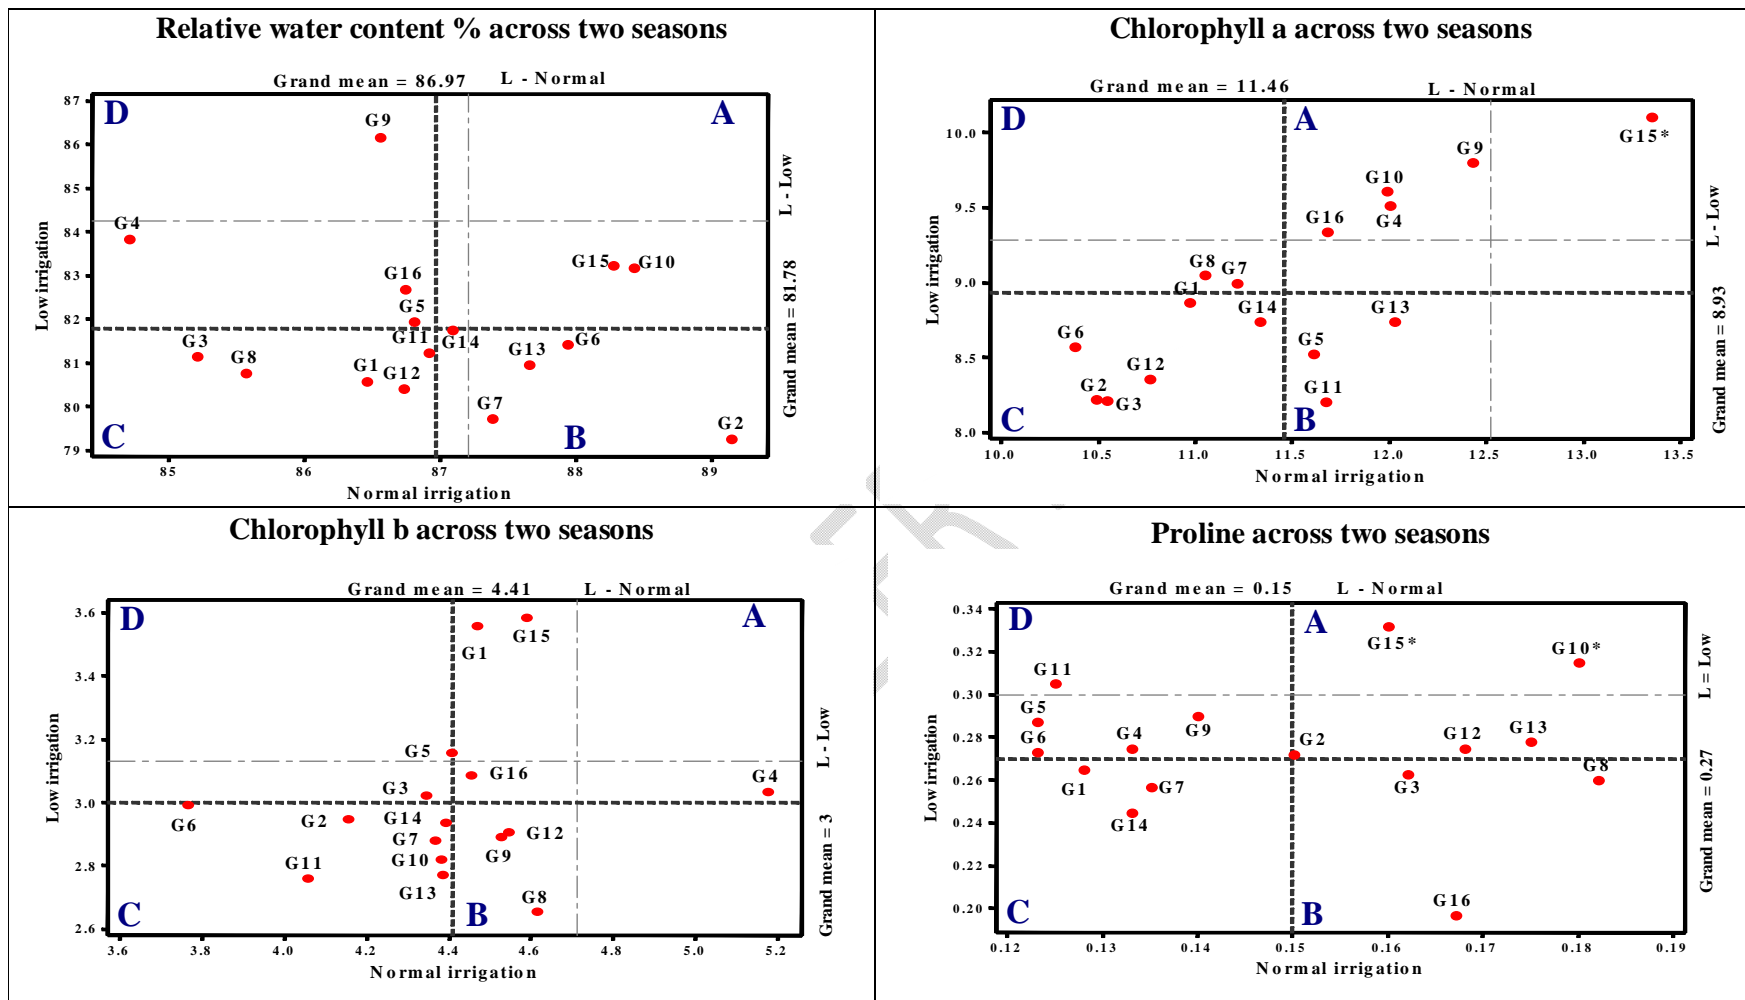 Relative water content % across two seasons
Grand mean = 86.97 L - Normal
D
A
G9
G4
G15
G10
G16
G5
G11
G14
G3
G8
G1
G12
G13
G6
G7
G2
C
B
87
86
85
84
83
82
81
80
79
85 86 87 88 89
Normal irrigation
Low irrigation
L - Low
Grand mean = 81.78
Chlorophyll a across two seasons
Grand mean = 11.46 L - Normal
D
A
G15*
G9
G10
G4
G16
G8
G7
G1
G14
G13
G6
G5
G12
G2
G3
G11
C
B
10.0
9.5
9.0
8.5
8.0
10.0 10.5 11.0 11.5 12.0 12.5 13.0 13.5
Normal irrigation
Low irrigation
L - Low
Grand mean = 8.93
Chlorophyll b across two seasons
Grand mean = 4.41 L - Normal
D
A
G15
G1
G5
G16
G4
G3
G6
G2
G14
G7
G12
G10
G9
G11
G13
G8
C
B
3.6
3.4
3.2
3.0
2.8
2.6
3.6 3.8 4.0 4.2 4.4 4.6 4.8 5.0 5.2
Normal irrigation
Low irrigation
L - Low
Grand mean = 3
Proline across two seasons
Grand mean = 0.15 L - Normal
D
A
G15*
G10*
G11
G5
G9
G6
G4
G2
G12
G13
G1
G7
G3
G8
G14
G16
C
B
0.34
0.32
0.30
0.28
0.26
0.24
0.22
0.20
0.12 0.13 0.14 0.15 0.16 0.17 0.18 0.19
Normal irrigation
Low irrigation
L = Low
Grand mean = 0.27